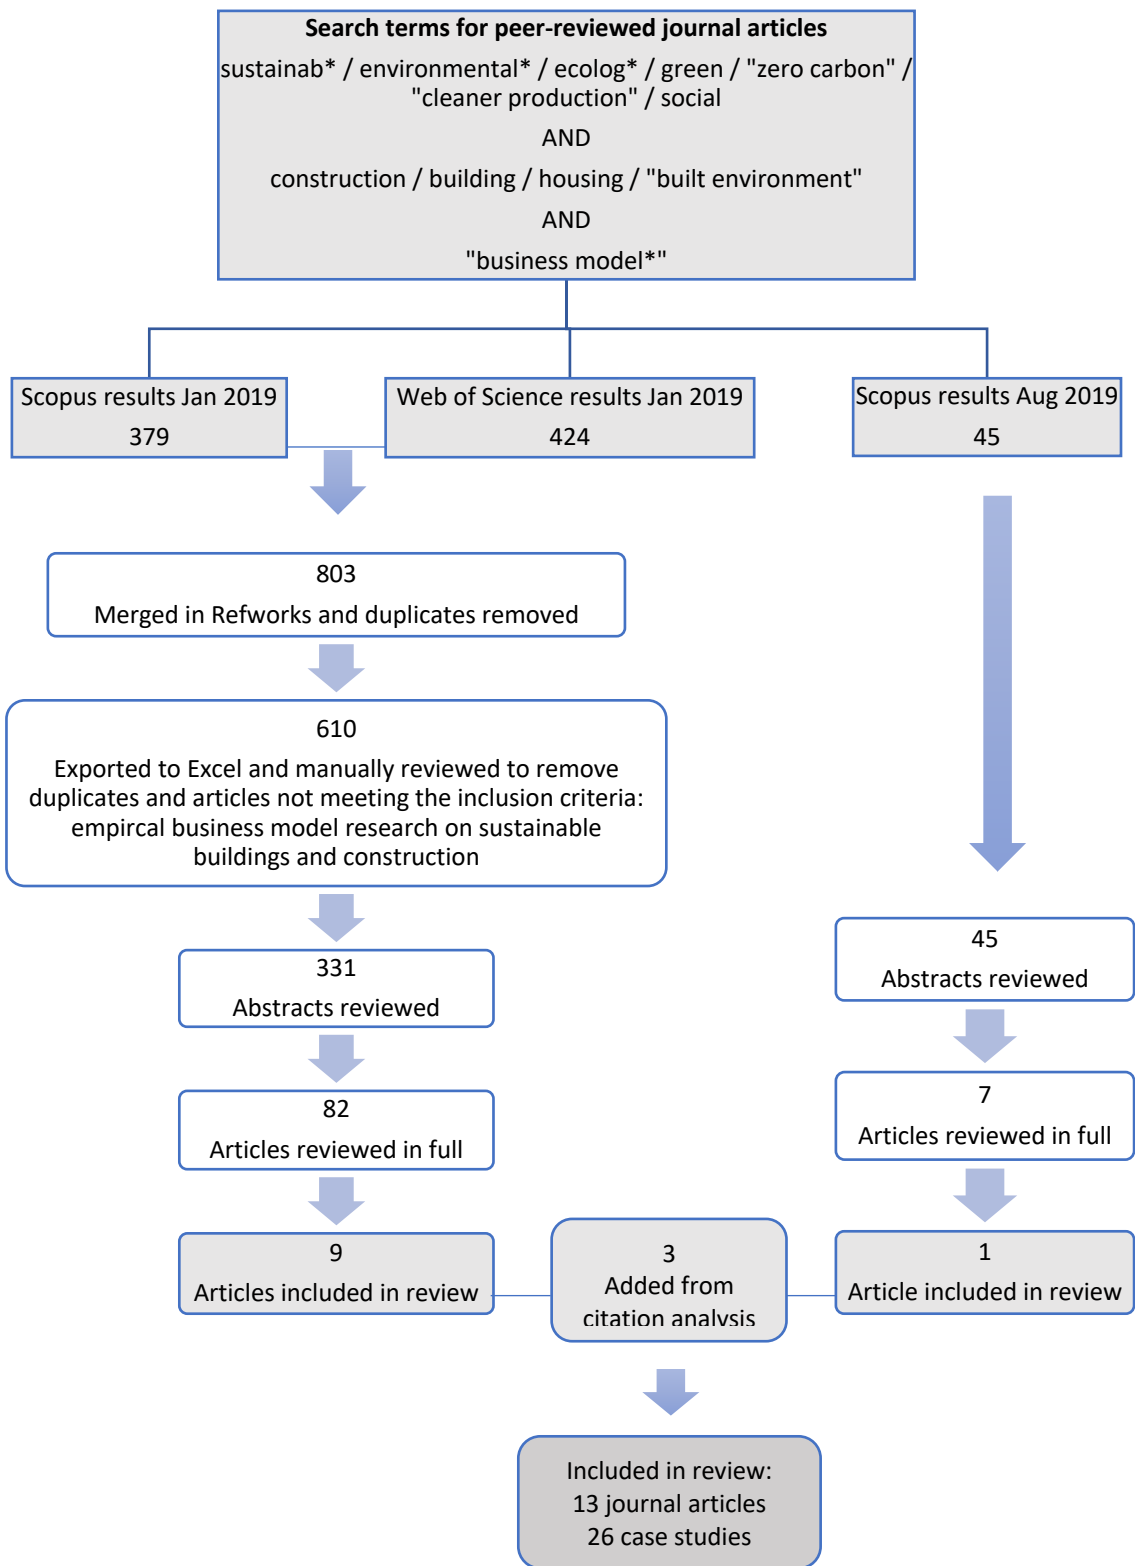 Search terms for peer-reviewed journal articles
sustainab* / environmental* / ecolog* / green / "zero carbon" /
"cleaner production" / social
AND
construction / building / housing / "built environment"
AND
"business model*"
Scopus results Jan 2019
379
Web of Science results Jan 2019
424
Scopus results Aug 2019
45
803
Merged in Refworks and duplicates removed
610
Exported to Excel and manually reviewed to remove
duplicates and articles not meeting the inclusion criteria:
empircal business model research on sustainable
buildings and construction
331
Abstracts reviewed
45
Abstracts reviewed
82
Articles reviewed in full
7
Articles reviewed in full
9
Articles included in review
3
Added from
citation analysis
1
Article included in review
Included in review:
13 journal articles
26 case studies